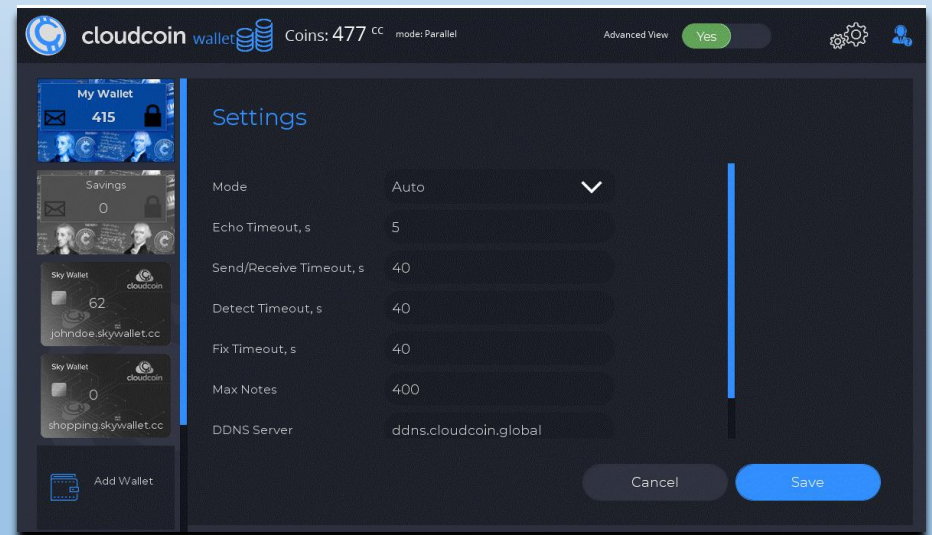 cloudcoin wallet Coins: 477 cc mode: Parallel Advanced View Yes
My Wallet
415
Savings
0
Sky Wallet
cloudcoin
62
johndoe.skywallet.cc
Sky Wallet
cloudcoin
0
shopping.skywallet.cc
Add Wallet
Settings
Mode Auto
Echo Timeout, s 5
Send/Receive Timeout, s 40
Detect Timeout, s 40
Fix Timeout, s 40
Max Notes 400
DDNS Server ddns.cloudcoin.global
Cancel Save